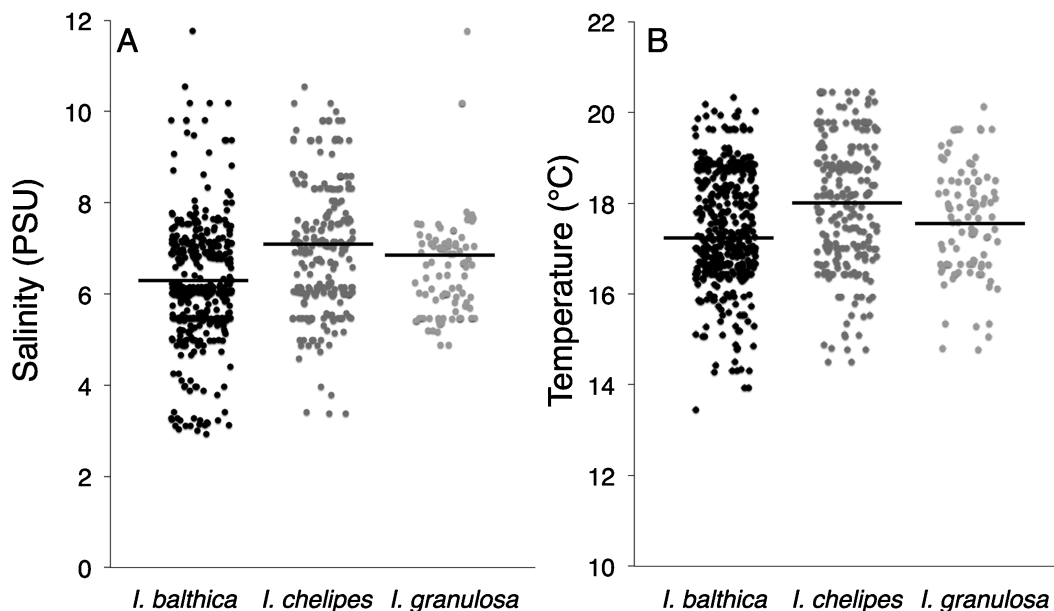 A
Salinity (PSU)
12
10
8
6
4
2
0
I. balthica I. chelipes I. granulosa
B
Temperature (°C)
22
20
18
16
14
12
10
I. balthica I. chelipes I. granulosa